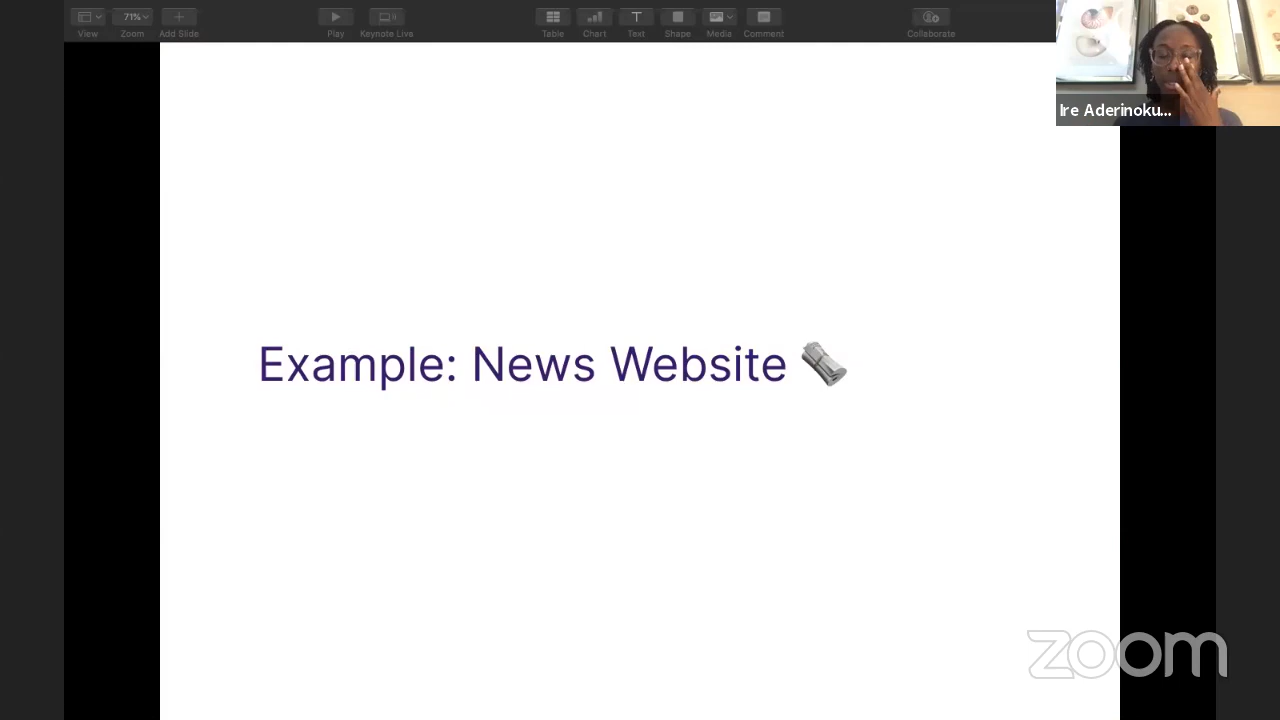 View
71%
Zoom
Add Slide
Play
Keynote Live
Table
Chart
Text
Shape
Media
Comment
Collaborate
Ire Aderinoku...
Example: News Website
zoom